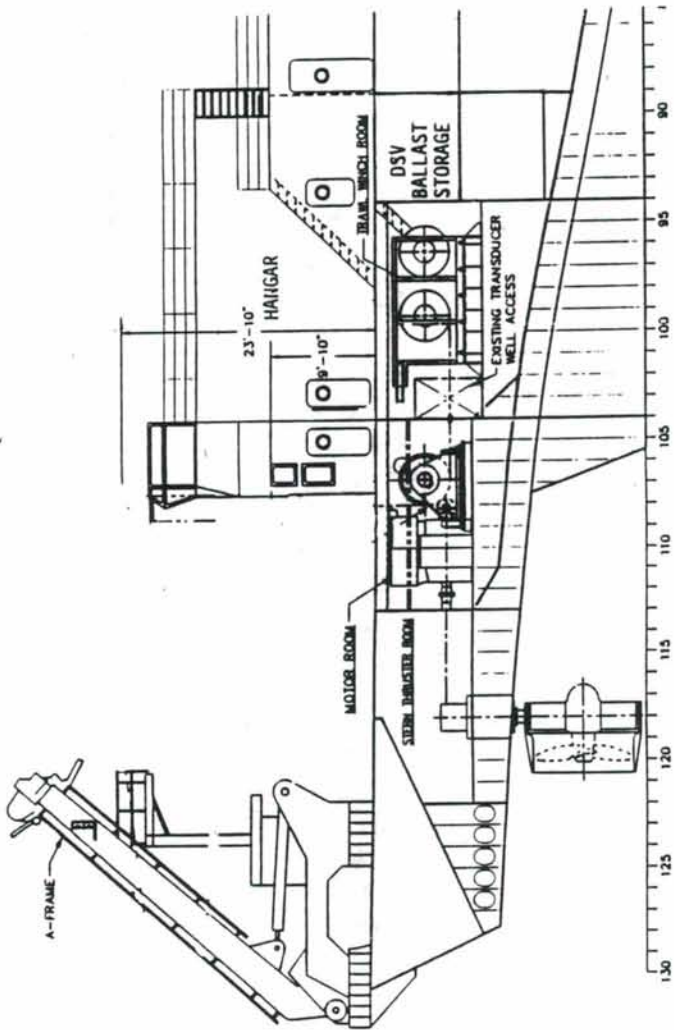 A-FRAME
23'-10"
HANGAR
9'-10"
TRAWL WINCH ROOM
DSV
BALLAST
STORAGE
MOTOR ROOM
STERN THRUSTER ROOM
EXISTING TRANSDUCER
WELL ACCESS
130 125 120 115 110 105 100 95 90